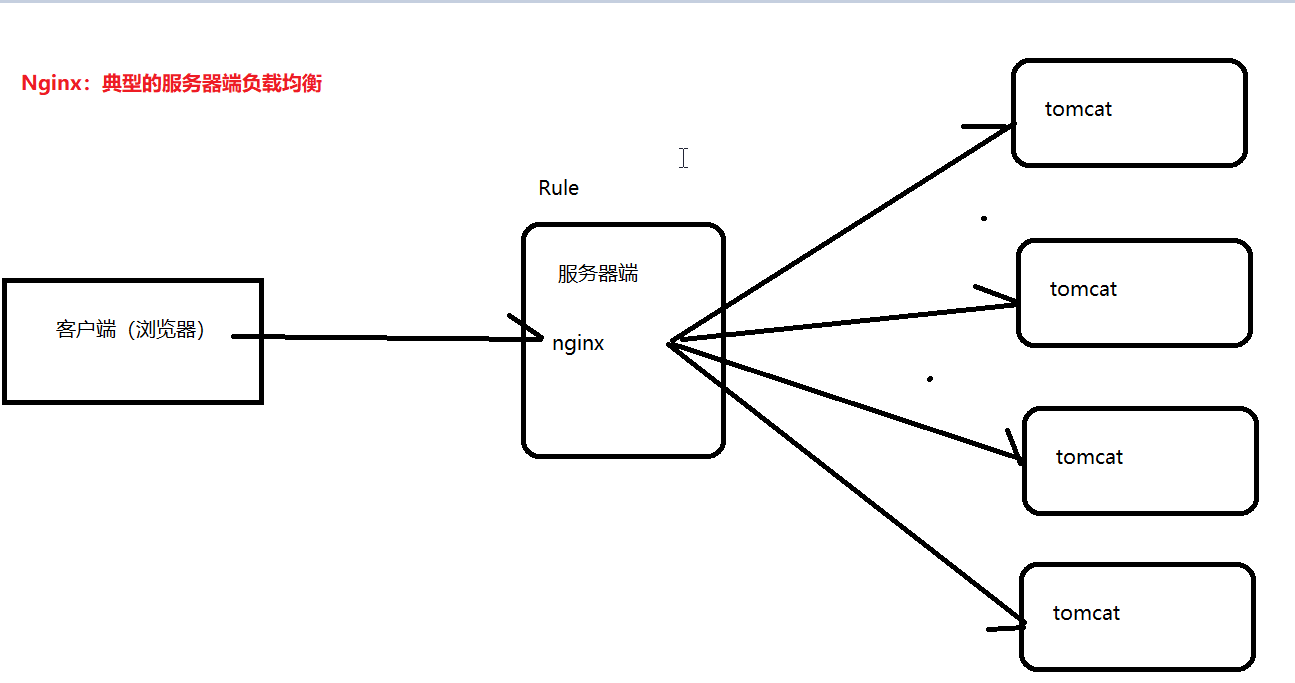 Nginx：典型的服务器端负载均衡
Rule
客户端（浏览器）
服务器端
nginx
tomcat
tomcat
tomcat
tomcat